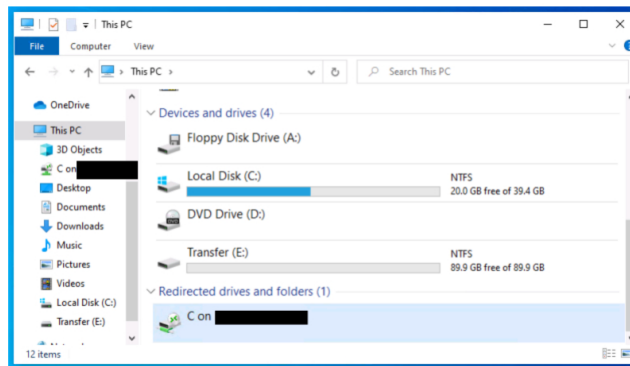 This PC
File Computer View
This PC
Search This PC
OneDrive
This PC
3D Objects
C on
Desktop
Documents
Downloads
Music
Pictures
Videos
Local Disk (C:)
Transfer (E:)
Devices and drives (4)
Floppy Disk Drive (A:)
Local Disk (C:)
NTFS
20.0 GB free of 39.4 GB
DVD Drive (D:)
Transfer (E:)
NTFS
89.9 GB free of 89.9 GB
Redirected drives and folders (1)
C on
12 items